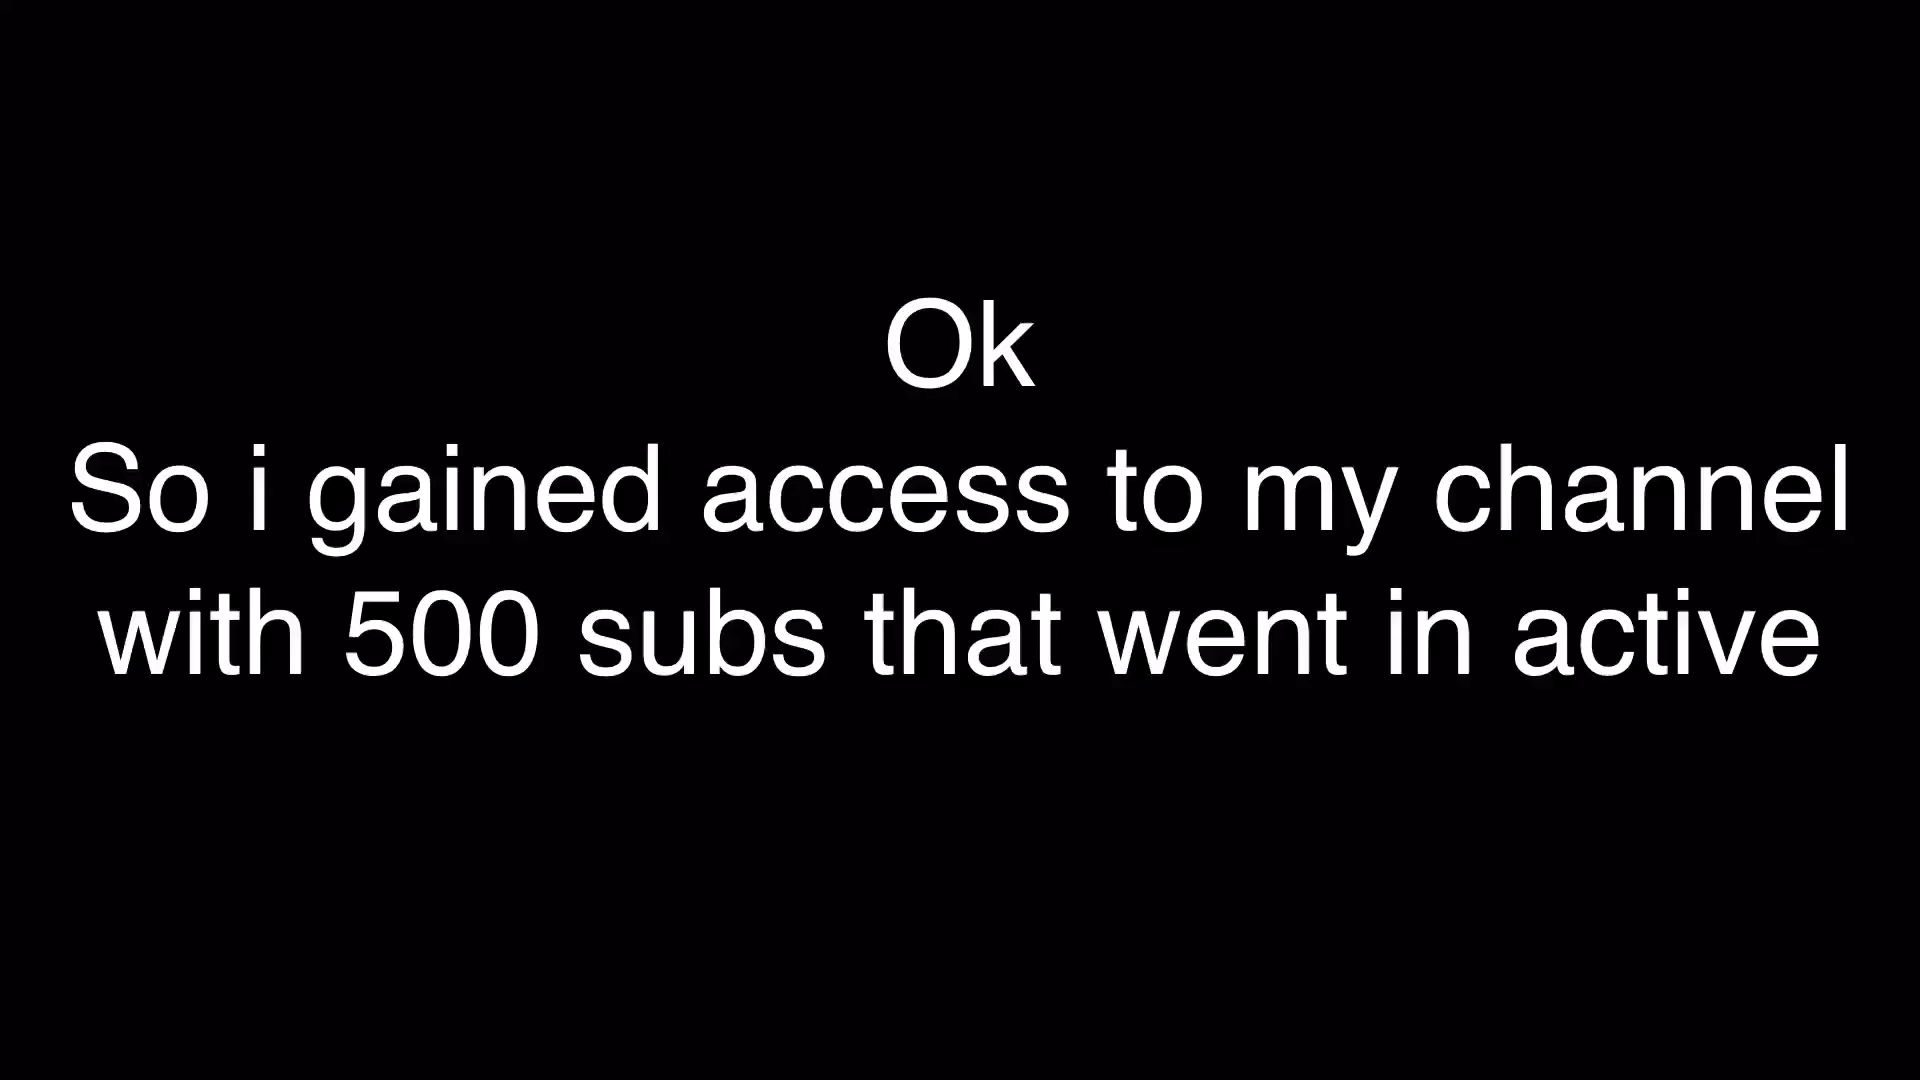 Ok
So i gained access to my channel
with 500 subs that went in active